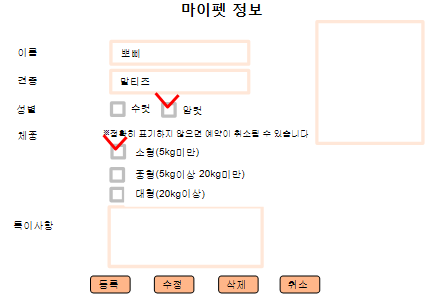 마이펫 정보
이름 뽀삐
견종 말티즈
성별 수컷 암컷
체중 ※정확히 표기하지 않으면 예약이 취소될 수 있습니다
소형(5kg미만)
중형(5kg이상 20kg미만)
대형(20kg이상)
특이사항
등록 수정 삭제 취소